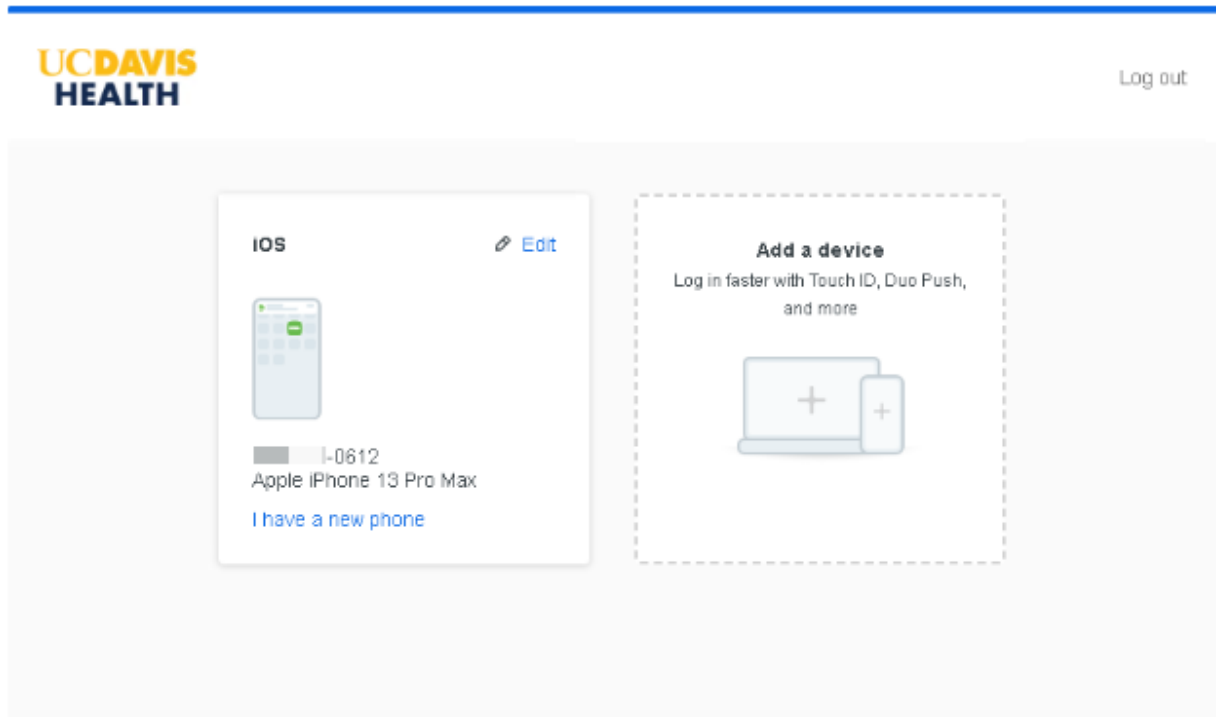 UCDAVIS
HEALTH
Log out
iOS
Edit
-0612
Apple iPhone 13 Pro Max
I have a new phone
Add a device
Log in faster with Touch ID, Duo Push,
and more